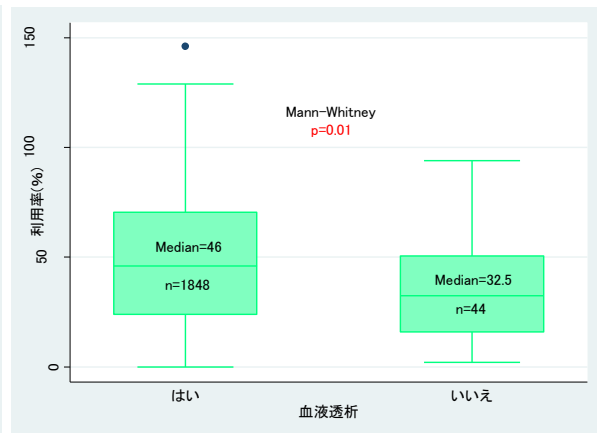 150
100
50
0
利用率(%)
Mann-Whitney
p=0.01
Median=46
n=1848
Median=32.5
n=44
はい
いいえ
血液透析